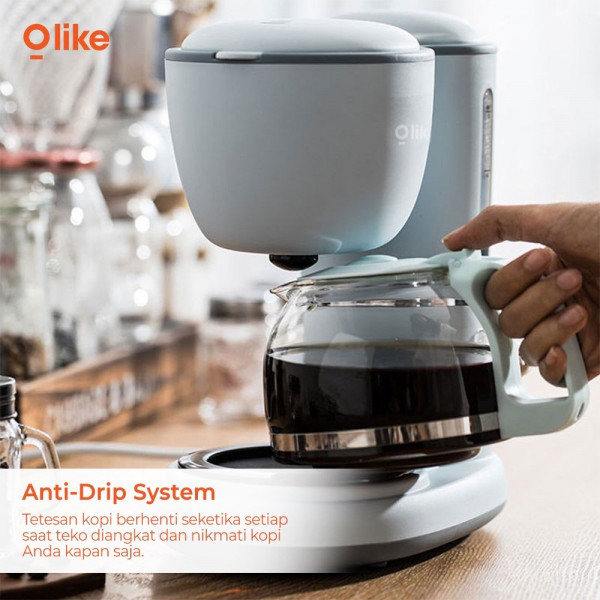 Olike
Olike
Anti-Drip System
Tetesan kopi berhenti seketika setiap
saat teko diangkat dan nikmati kopi
Anda kapan saja.